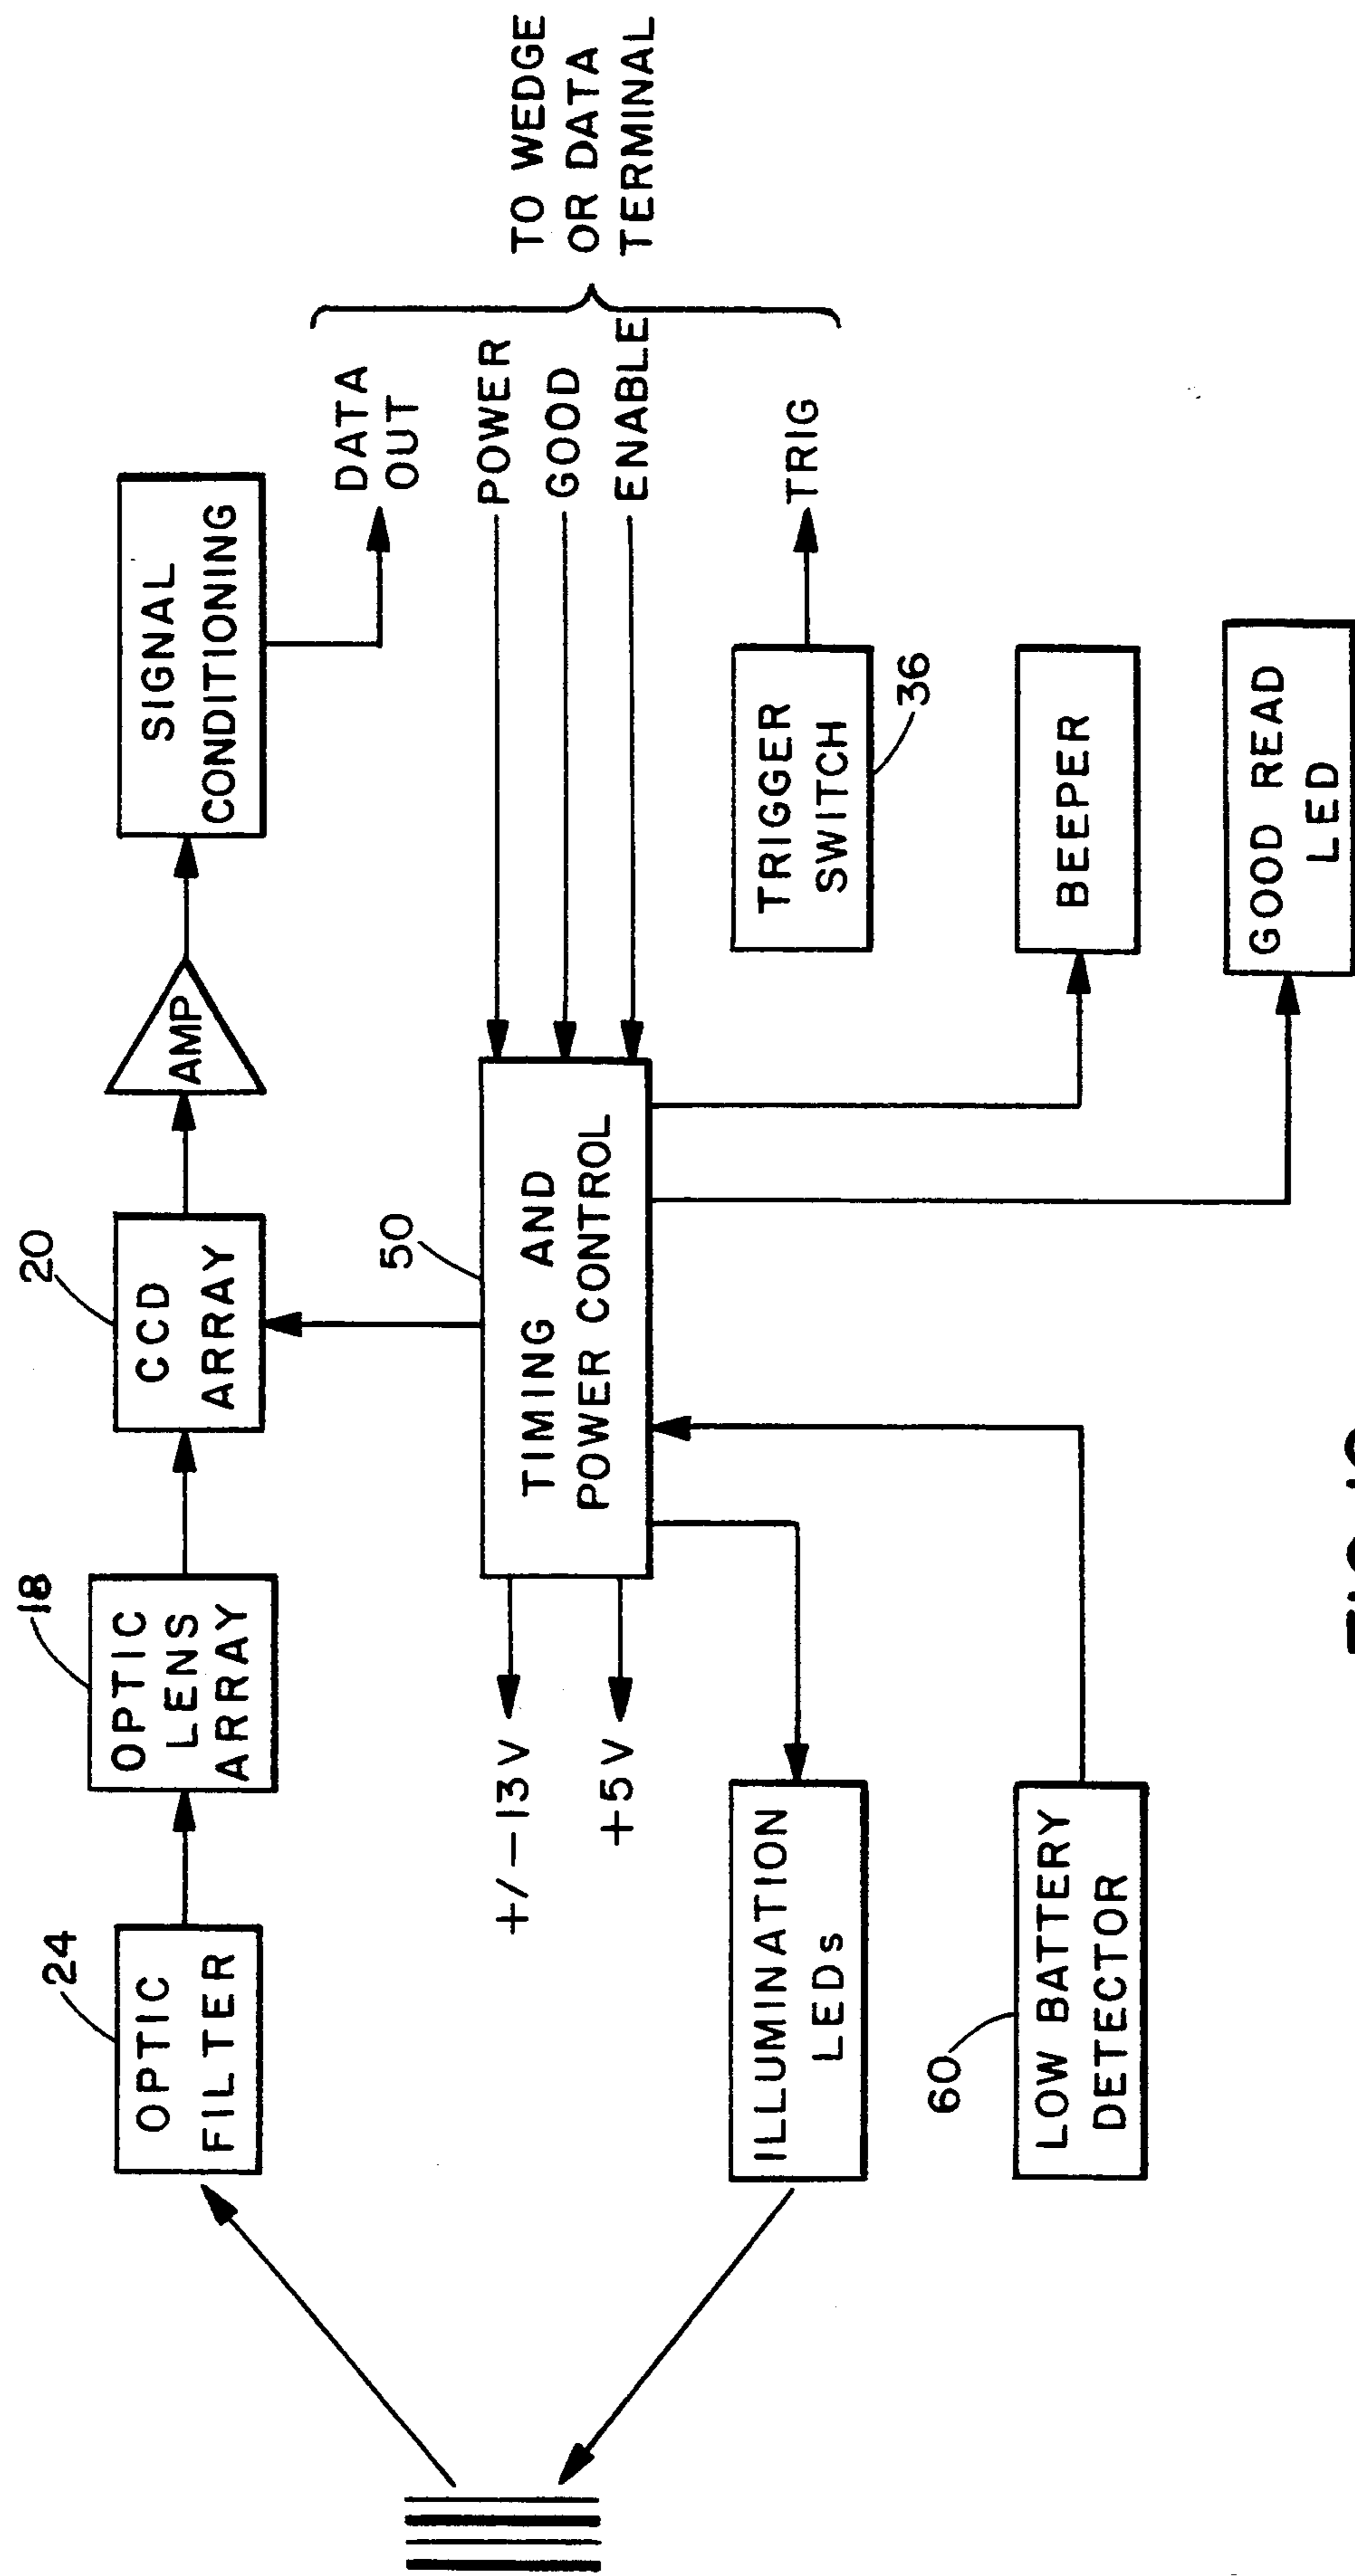 24
OPTIC
FILTER
18
OPTIC
LENS
ARRAY
20
CCD
ARRAY
AMP
SIGNAL
CONDITIONING
DATA
OUT
+/-13V
+5V
50
TIMING AND
POWER CONTROL
POWER
GOOD
ENABLE
TO WEDGE
OR DATA
TERMINAL
ILLUMINATION
LEDs
TRIGGER
SWITCH
36
TRIG
60
LOW BATTERY
DETECTOR
BEEPER
GOOD READ
LED